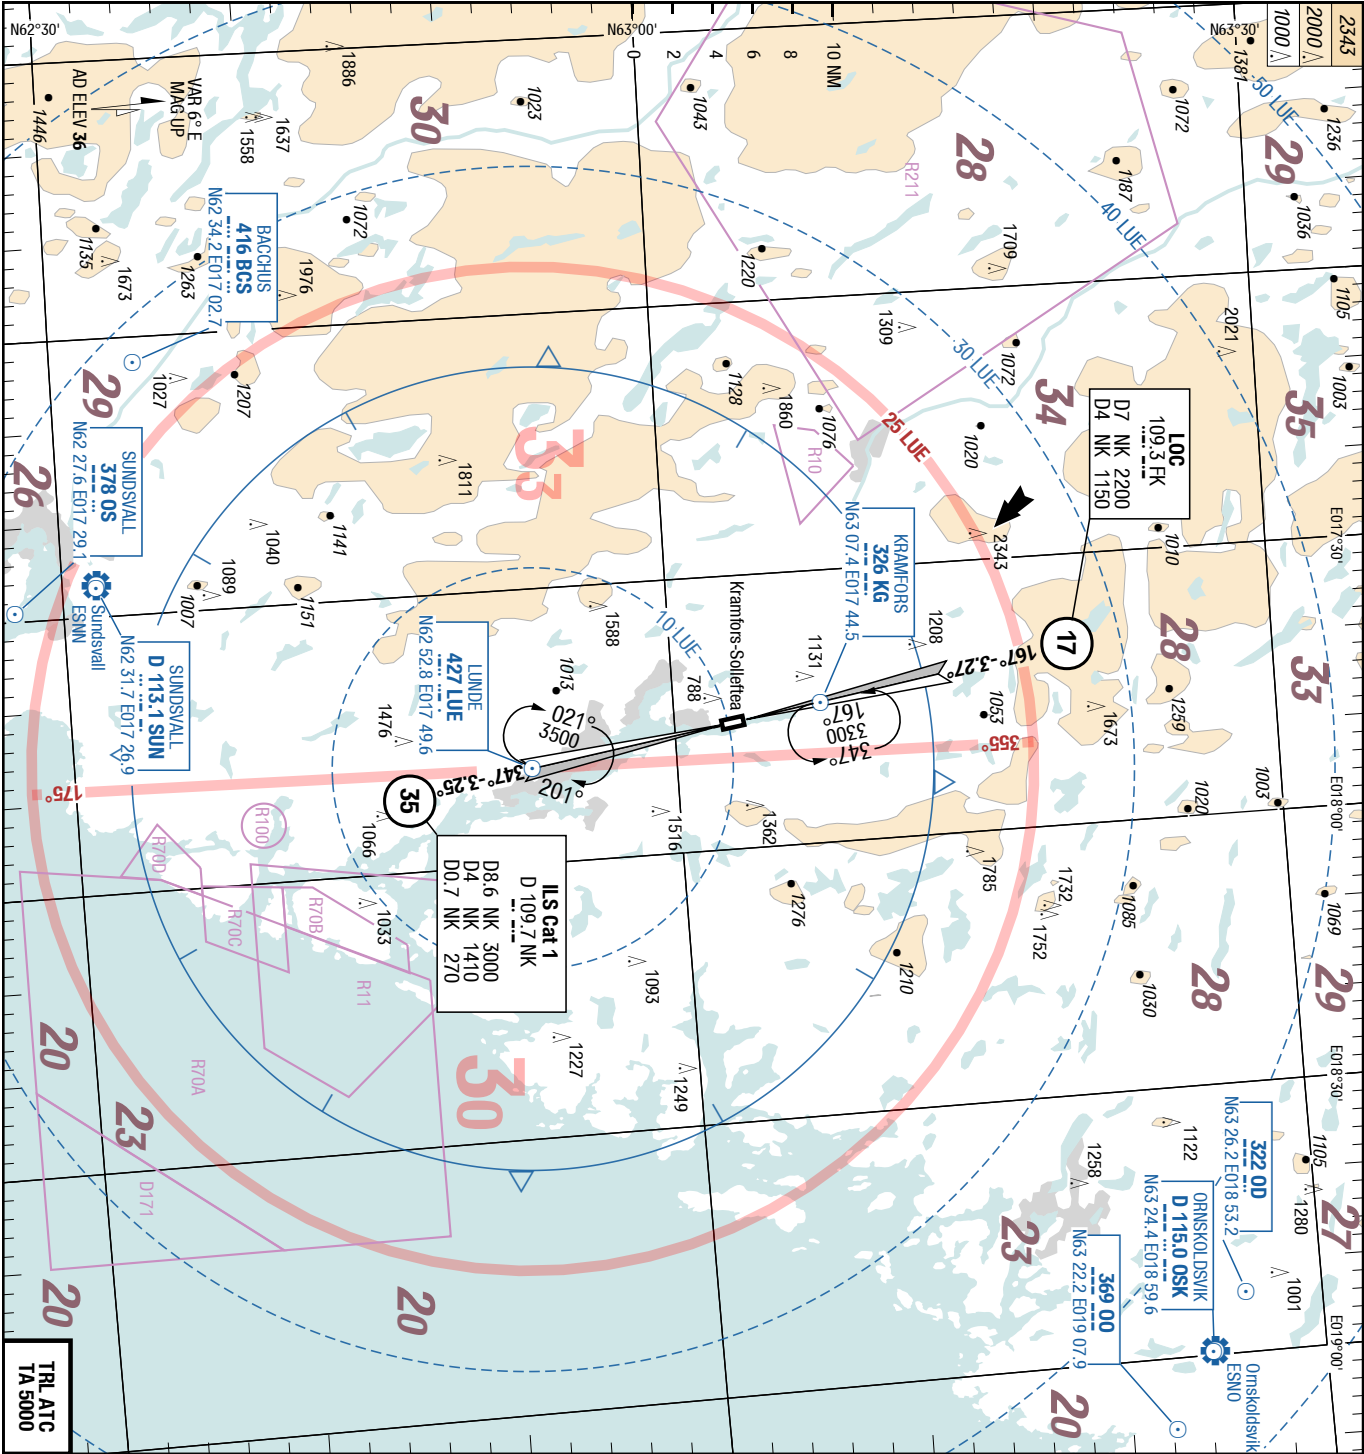 2343
2000
1000
N62°30'
N63°00'
N63°30'
E017°30'
E018°00'
E018°30'
E019°00'
0
2
4
6
8
10 NM
VAR 6° E
MAG UP
AD ELEV 36
50 LUE
40 LUE
30 LUE
25 LUE
10 LUE
1381
1236
1072
1187
1036
1105
1003
2021
1709
1072
1309
1220
1043
1023
1886
1637
1558
1446
1135
1673
1263
1072
1976
1207
1027
1128
1860
1076
1020
2343
1010
1811
1141
1040
1151
1089
1007
1588
1013
1476
1066
1033
788
1131
1208
1053
1673
1259
1020
1003
1069
1085
1732
1752
1785
1362
1516
1276
1210
1093
1227
1249
1030
1122
1258
1105
1280
1001
30
28
29
34
35
33
29
26
28
33
28
29
30
20
23
20
20
23
27
20
R211
R10
R100
R70D
R70C
R70B
R11
R70A
D171
BACCHUS
416 BCS
N62 34.2 E017 02.7
SUNDSVALL
378 OS
N62 27.6 E017 29.1
Sundsvall
ESNN
SUNDSVALL
D 113.1 SUN
N62 31.7 E017 26.9
LUNDE
427 LUE
N62 52.8 E017 49.6
KRAMFORS
326 KG
N63 07.4 E017 44.5
Kramfors-Solleftea
LOC
109.3 FK
D7 NK 2200
D4 NK 1150
17
167°-3.27°
167°
3300
347°
355°
021°
3500
201°
347°-3.25°
175°
35
ILS Cat 1
D 109.7 NK
D8.6 NK 3000
D4 NK 1410
D0.7 NK 270
322 OD
N63 26.2 E018 53.2
ORNSKOLDSVIK
D 115.0 OSK
N63 24.4 E018 59.6
369 OO
N63 22.2 E019 07.9
Ornskoldsvik
ESNO
TRL ATC
TA 5000